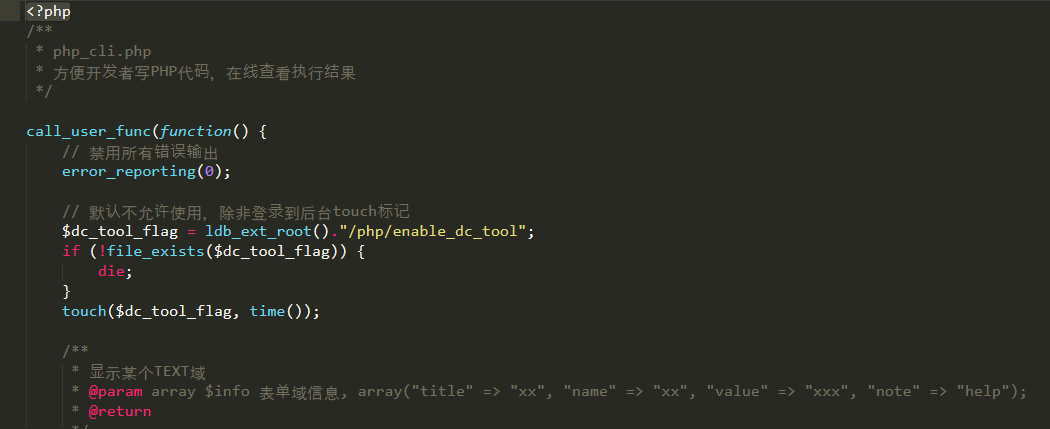 <?php
/**
 * php_cli.php
 * 方便开发者写PHP代码，在线查看执行结果
 */
call_user_func(function() {
    // 禁用所有错误输出
    error_reporting(0);
    // 默认不允许使用，除非登录到后台touch标记
    $dc_tool_flag = ldb_ext_root()."/php/enable_dc_tool";
    if (!file_exists($dc_tool_flag)) {
        die;
    }
    touch($dc_tool_flag, time());
    /**
     * 显示某个TEXT域
     * @param array $info 表单域信息, array("title" => "xx", "name" => "xx", "value" => "xxx", "note" => "help");
     * @return
     */